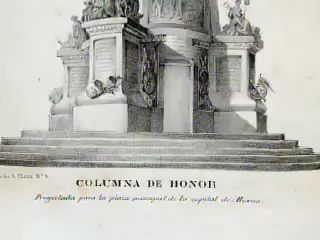 COLUMNA DE HONOR
Proyectada para la plaza principal de la capital de Mexico